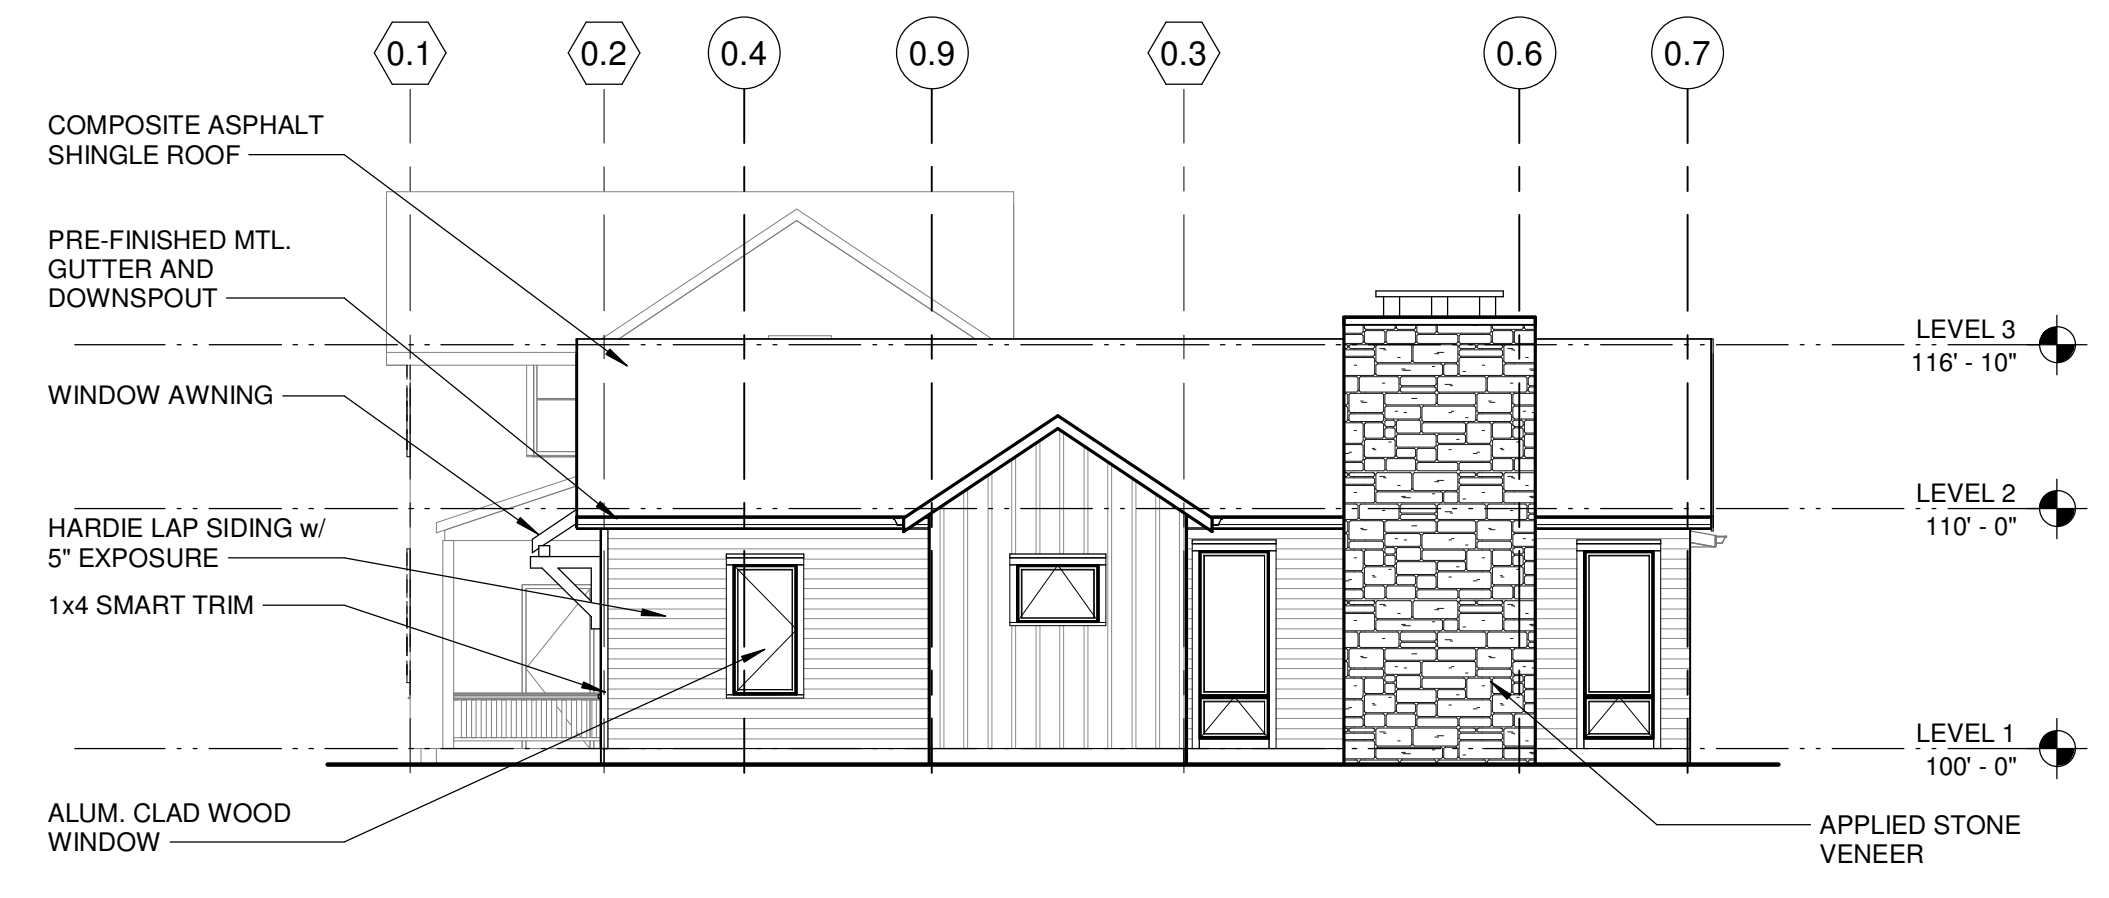 0.1
0.2
0.4
0.9
0.3
0.6
0.7
COMPOSITE ASPHALT
SHINGLE ROOF
PRE-FINISHED MTL.
GUTTER AND
DOWNSPOUT
WINDOW AWNING
HARDIE LAP SIDING w/
5" EXPOSURE
1x4 SMART TRIM
ALUM. CLAD WOOD
WINDOW
LEVEL 3
116' - 10"
LEVEL 2
110' - 0"
LEVEL 1
100' - 0"
APPLIED STONE
VENEER